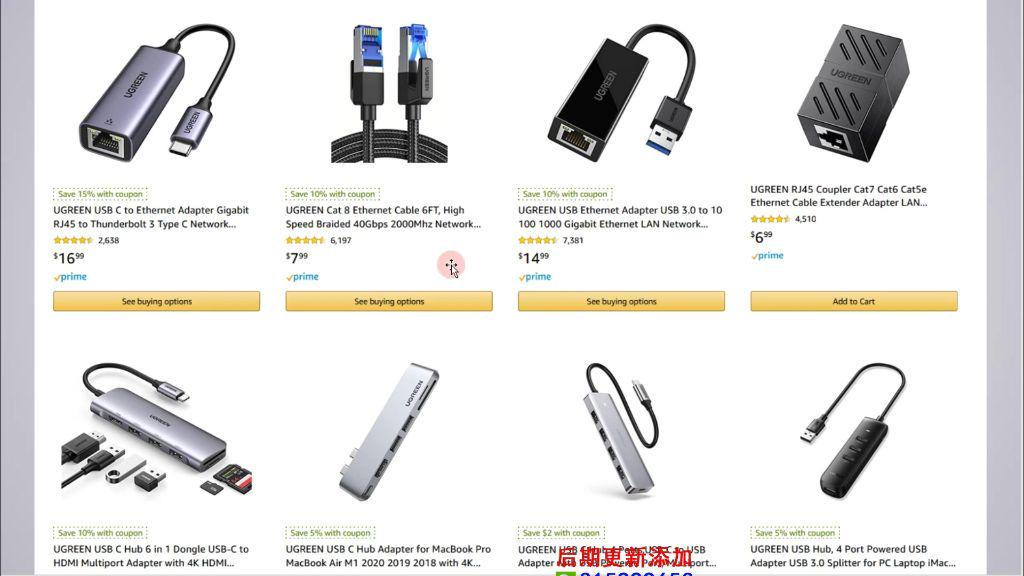 UGREEN
UGREEN
UGREEN
UGREEN
UGREEN
Save 15% with coupon
UGREEN USB C to Ethernet Adapter Gigabit
RJ45 to Thunderbolt 3 Type C Network...
2,638
$16.99
prime
See buying options
Save 10% with coupon
UGREEN Cat 8 Ethernet Cable 6FT, High
Speed Braided 40Gbps 2000Mhz Network...
6,197
$7.99
prime
See buying options
Save 10% with coupon
UGREEN USB Ethernet Adapter USB 3.0 to 10
100 1000 Gigabit Ethernet LAN Network...
7,381
$14.99
prime
See buying options
UGREEN RJ45 Coupler Cat7 Cat6 Cat5e
Ethernet Cable Extender Adapter LAN...
4,510
$6.99
prime
Add to Cart
UGREEN
UGREEN
Save 10% with coupon
UGREEN USB C Hub 6 in 1 Dongle USB-C to
HDMI Multiport Adapter with 4K HDMI...
Save 5% with coupon
UGREEN USB C Hub Adapter for MacBook Pro
MacBook Air M1 2020 2019 2018 with 4K...
Save $2 with coupon
UGREEN USB
USB
Save 5% with coupon
UGREEN USB Hub, 4 Port Powered USB
Adapter USB 3.0 Splitter for PC Laptop iMac...
后期更新添加